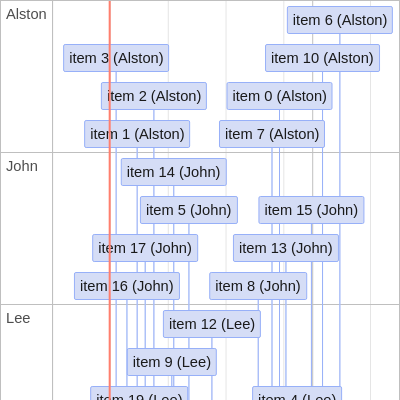 Alston
item 6 (Alston)
item 3 (Alston)
item 10 (Alston)
item 2 (Alston)
item 0 (Alston)
item 1 (Alston)
item 7 (Alston)
John
item 14 (John)
item 5 (John)
item 15 (John)
item 17 (John)
item 13 (John)
item 16 (John)
item 8 (John)
Lee
item 12 (Lee)
item 9 (Lee)
item 19 (Lee)
item 4 (Lee)